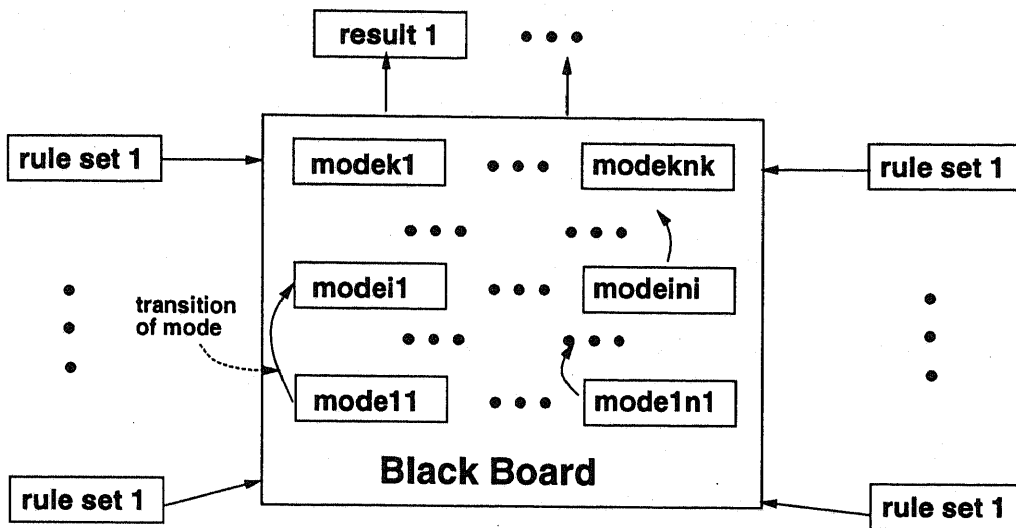 result 1
rule set 1
modek1
modeknk
rule set 1
modei1
modeini
transition
of mode
mode11
mode1n1
Black Board
rule set 1
rule set 1